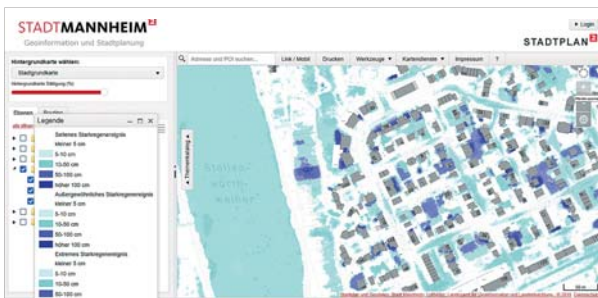 STADTMANNHEIM²
Geoinformation und Stadtplanung
Login
STADTPLAN²
Hintergrundkarte wählen:
Stadtgrundkarte
Hintergrundkarte Sättigung (%)
Adresse und POI suchen...
Link / Mobil
Drucken
Werkzeuge
Kartendienste
Impressum
?
Ebenen
Legende
Seltenes Starkregenereignis
kleiner 5 cm
5-10 cm
10-50 cm
50-100 cm
höher 100 cm
Außergewöhnliches Starkregenereignis
kleiner 5 cm
5-10 cm
10-50 cm
50-100 cm
höher 100 cm
Extremes Starkregenereignis
kleiner 5 cm
5-10 cm
10-50 cm
50-100 cm
Themenkatalog